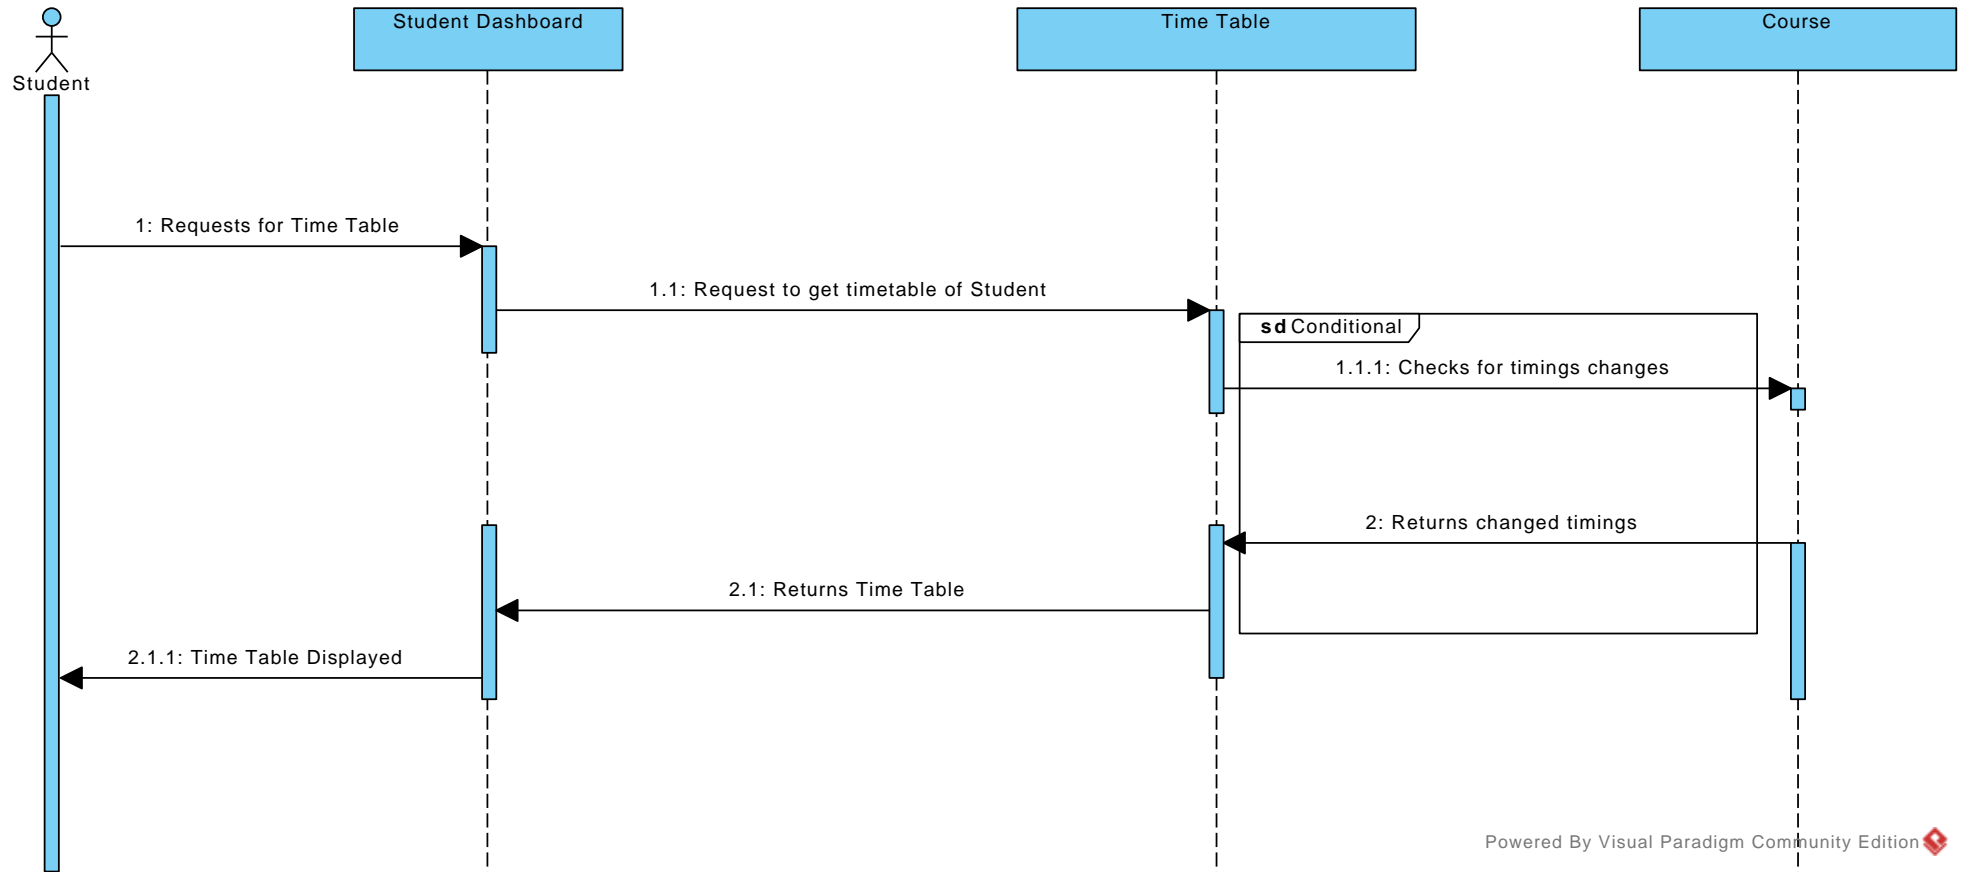 Student
Student Dashboard
Time Table
Course
1: Requests for Time Table
1.1: Request to get timetable of Student
sd Conditional
1.1.1: Checks for timings changes
2: Returns changed timings
2.1: Returns Time Table
2.1.1: Time Table Displayed
Powered By Visual Paradigm Community Edition